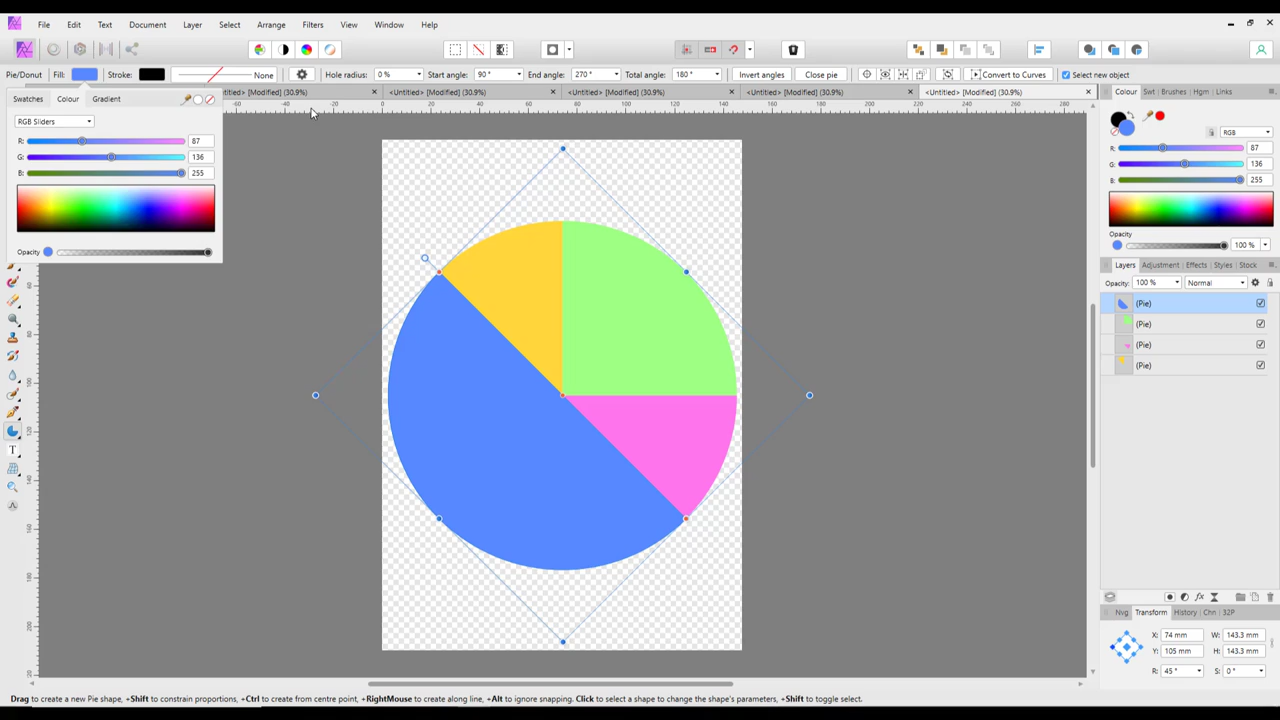 File Edit Text Document Layer Select Arrange Filters View Window Help
Pie/Donut Fill: Stroke: None Hole radius: 0 % Start angle: 90 ° End angle: 270 ° Total angle: 180 ° Invert angles Close pie Convert to Curves Select new object
Swatches Colour Gradient
[Modified] (30.9%) <Untitled> [Modified] (30.9%) <Untitled> [Modified] (30.9%) <Untitled> [Modified] (30.9%) <Untitled> [Modified] (30.9%)
RGB Sliders
R: 87
G: 136
B: 255
Opacity
Colour Swt Brushes Hgm Links
RGB
R: 87
G: 136
B: 255
Opacity
100 %
Layers Adjustment Effects Styles Stock
Opacity: 100 % Normal
(Pie)
(Pie)
(Pie)
(Pie)
Nvg Transform History Chn 32P
X: 74 mm W: 143.3 mm
Y: 105 mm H: 143.3 mm
R: 45 ° S: 0 °
Drag to create a new Pie shape, +Shift to constrain proportions, +Ctrl to create from centre point, +RightMouse to create along line, +Alt to ignore snapping. Click to select a shape to change the shape's parameters, +Shift to toggle select.